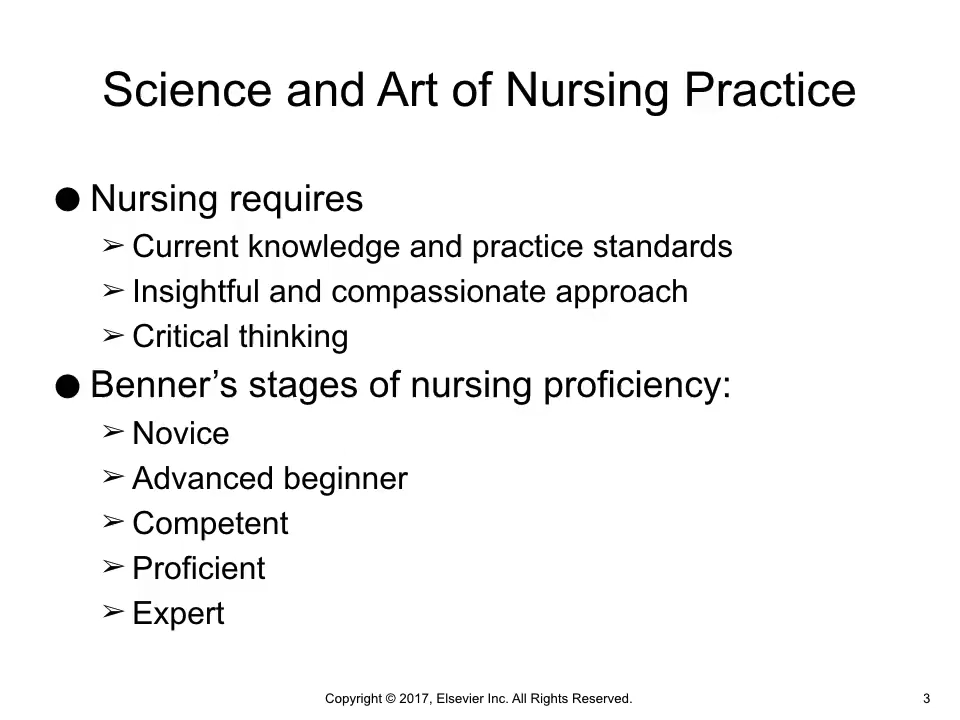 Science and Art of Nursing Practice
● Nursing requires
➢ Current knowledge and practice standards
➢ Insightful and compassionate approach
➢ Critical thinking
● Benner’s stages of nursing proficiency:
➢ Novice
➢ Advanced beginner
➢ Competent
➢ Proficient
➢ Expert
Copyright © 2017, Elsevier Inc. All Rights Reserved. 3